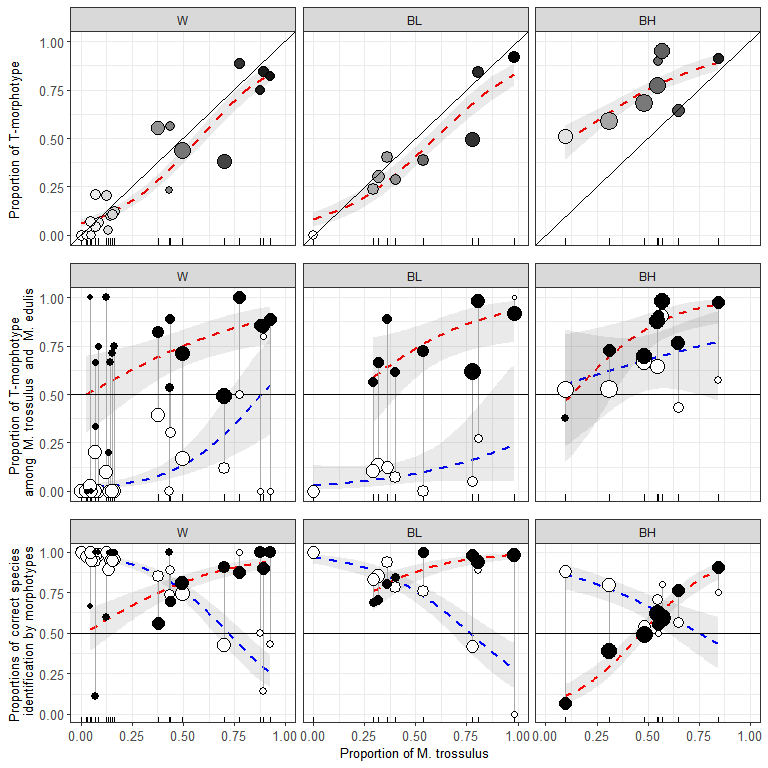 W BL BH
Proportion of T-morphotype
1.00
0.75
0.50
0.25
0.00
W BL BH
Proportion of T-morphotype
among M. trossulus and M. edulis
1.00
0.75
0.50
0.25
0.00
W BL BH
Proportions of correct species
identification by morphotypes
1.00
0.75
0.50
0.25
0.00
0.00 0.25 0.50 0.75 1.00 0.00 0.25 0.50 0.75 1.00 0.00 0.25 0.50 0.75 1.00
Proportion of M. trossulus